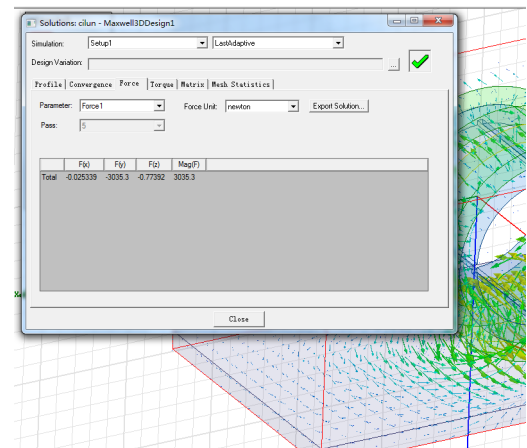 Solutions: cilun - Maxwell3DDesign1
Simulation: Setup1 LastAdaptive
Design Variation: ...
Profile Convergence Force Torque Matrix Mesh Statistics
Parameter: Force1 Force Unit: newton Export Solution...
Pass: 5
F(x) F(y) F(z) Mag(F)
Total -0.025339 -3035.3 -0.77392 3035.3
Close